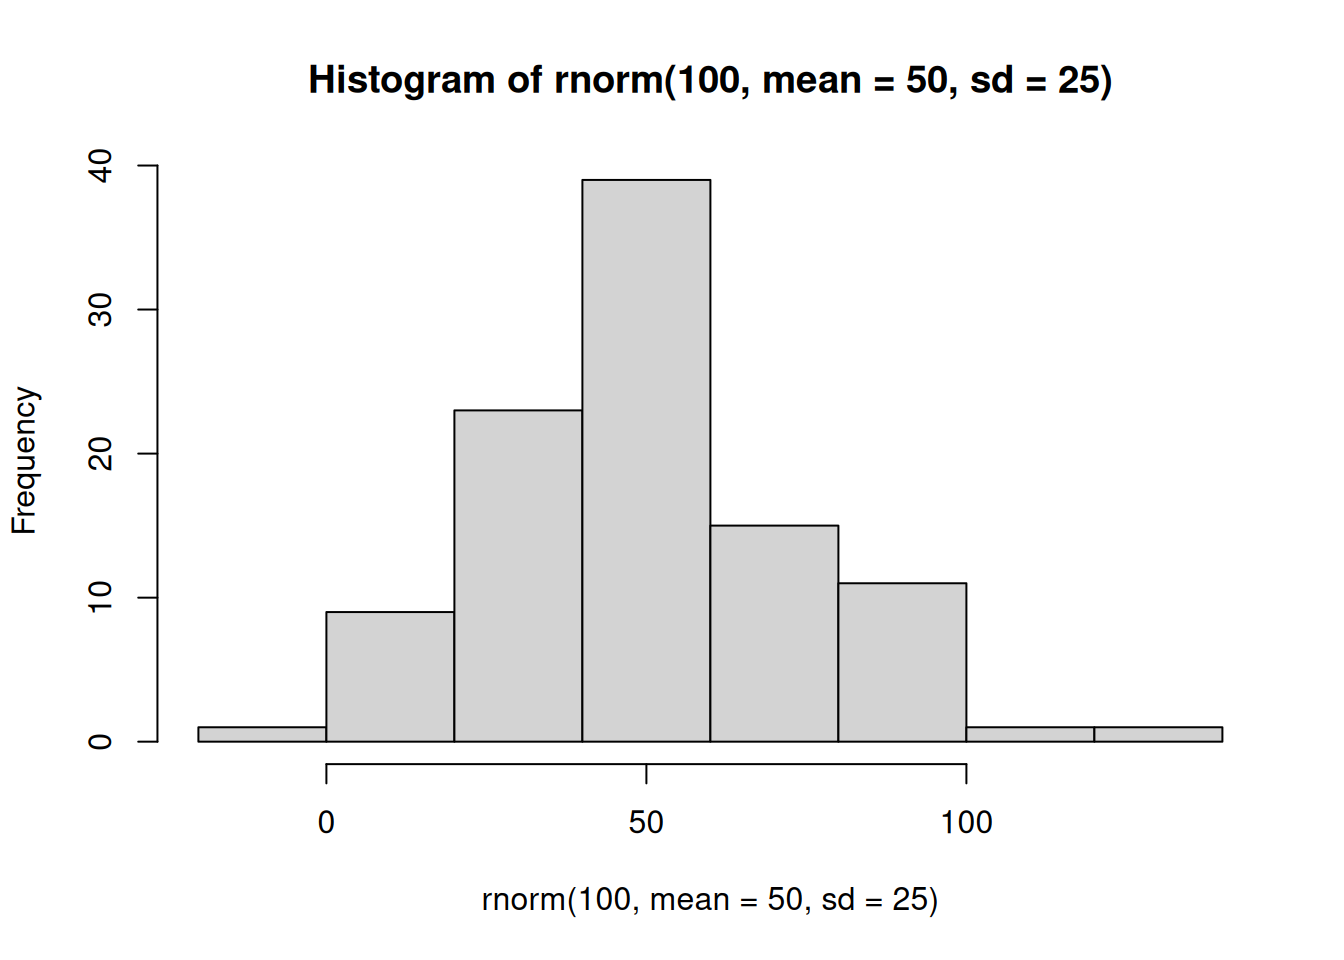 Histogram of rnorm(100, mean = 50, sd = 25)
40
30
20
10
0
Frequency
0 50 100
rnorm(100, mean = 50, sd = 25)